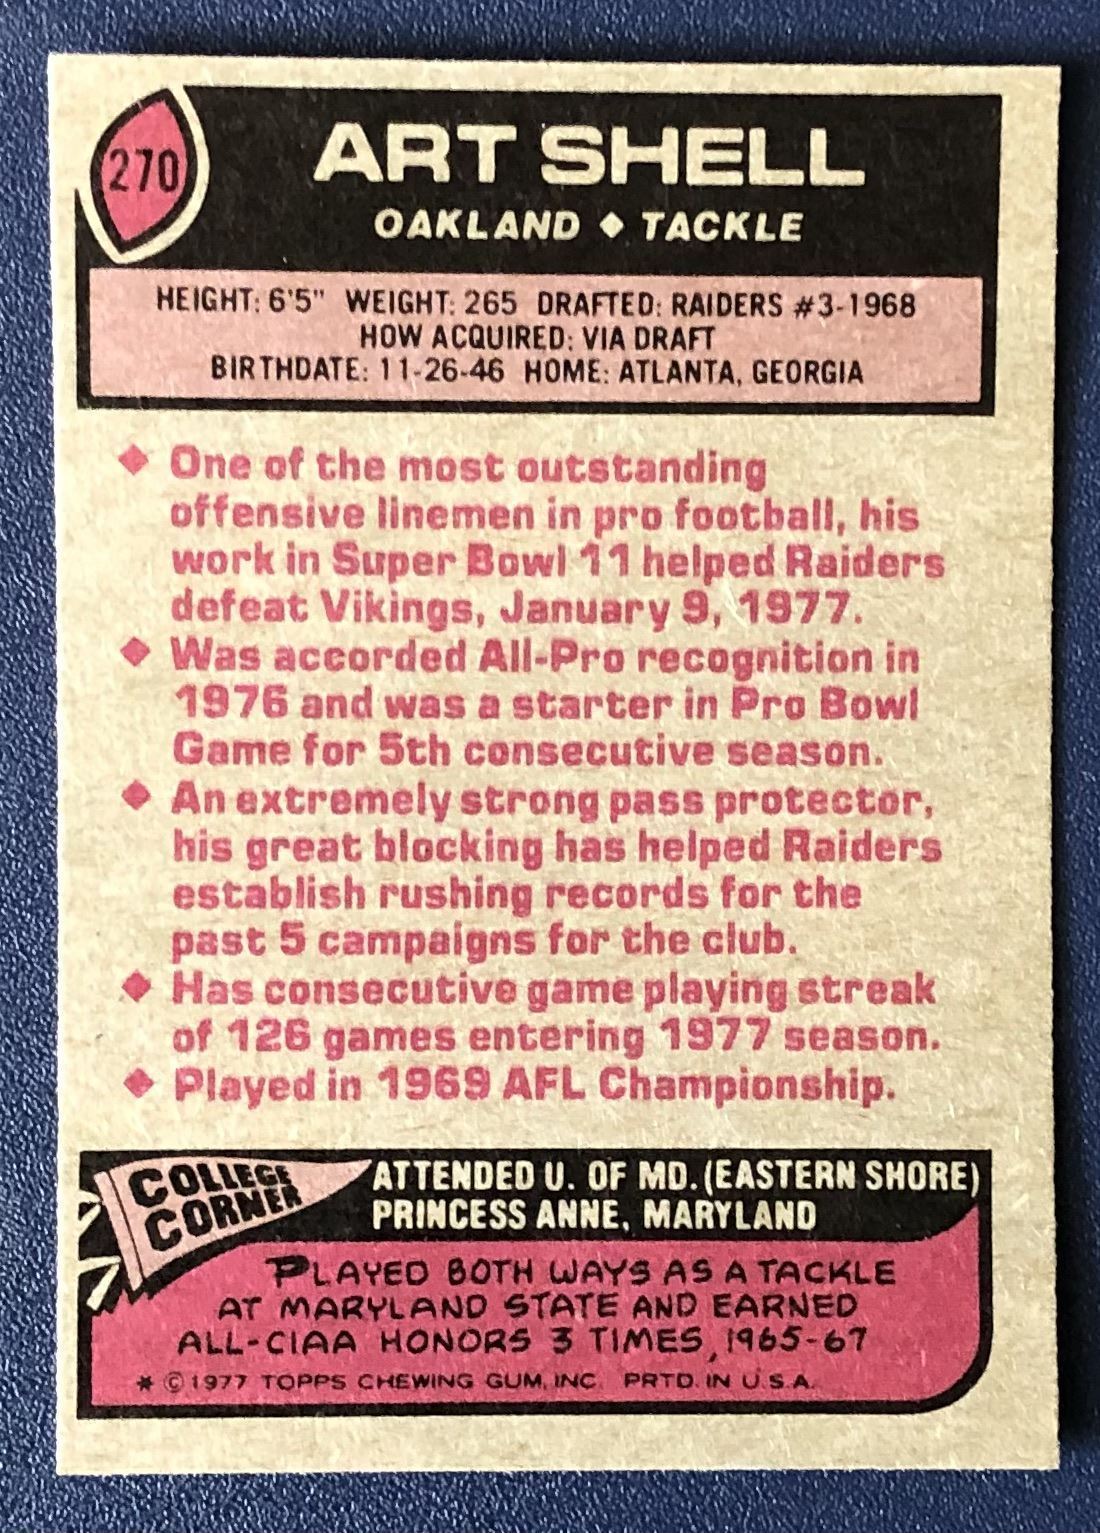 270
ART SHELL
OAKLAND ♦ TACKLE
HEIGHT: 6'5" WEIGHT: 265 DRAFTED: RAIDERS #3-1968
HOW ACQUIRED: VIA DRAFT
BIRTHDATE: 11-26-46 HOME: ATLANTA, GEORGIA
♦ One of the most outstanding
offensive linemen in pro football, his
work in Super Bowl 11 helped Raiders
defeat Vikings, January 9, 1977.
♦ Was accorded All-Pro recognition in
1976 and was a starter in Pro Bowl
Game for 5th consecutive season.
♦ An extremely strong pass protector,
his great blocking has helped Raiders
establish rushing records for the
past 5 campaigns for the club.
♦ Has consecutive game playing streak
of 126 games entering 1977 season.
♦ Played in 1969 AFL Championship.
COLLEGE
CORNER
ATTENDED U. OF MD. (EASTERN SHORE)
PRINCESS ANNE, MARYLAND
PLAYED BOTH WAYS AS A TACKLE
AT MARYLAND STATE AND EARNED
ALL-CIAA HONORS 3 TIMES, 1965-67
* © 1977 TOPPS CHEWING GUM, INC. PRTD. IN U.S.A.